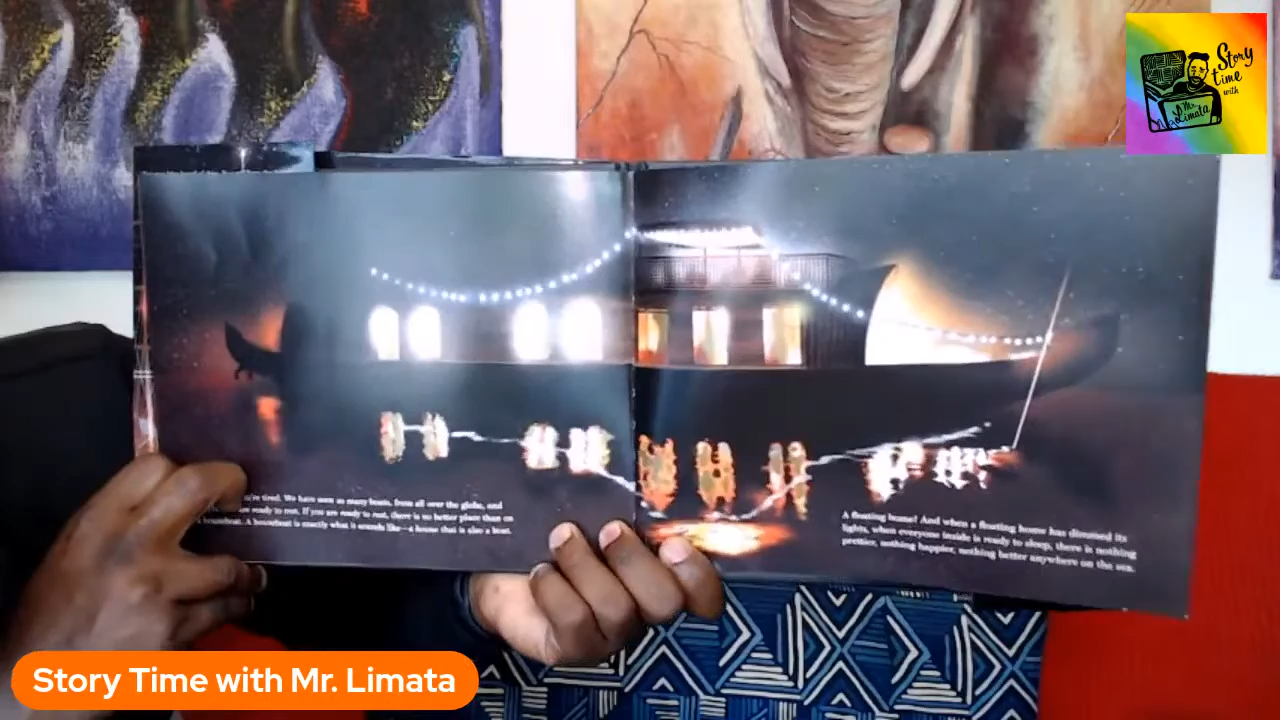 Story
time
with
Mr.
Limata
you're tired. We have seen so many boats, from all over the globe, and
are ready to rest. If you are ready to rest, there is no better place than on
houseboat. A houseboat is exactly what it sounds like—a house that is also a boat.
A floating home! And when a floating home has dimmed its
lights, when everyone inside is ready to sleep, there is nothing
prettier, nothing happier, nothing better anywhere on the sea.
Story Time with Mr. Limata